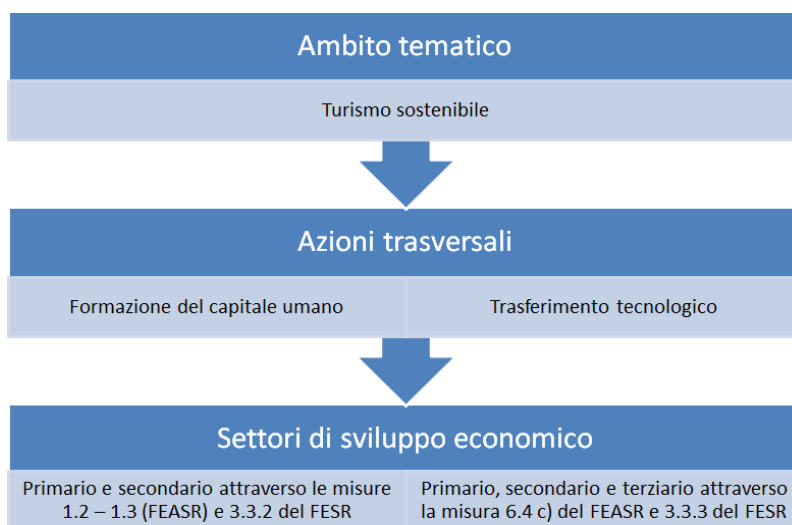 Ambito tematico
Turismo sostenibile
Azioni trasversali
Formazione del capitale umano
Trasferimento tecnologico
Settori di sviluppo economico
Primario e secondario attraverso le misure
1.2 – 1.3 (FEASR) e 3.3.2 del FESR
Primario, secondario e terziario attraverso
la misura 6.4 c) del FEASR e 3.3.3 del FESR